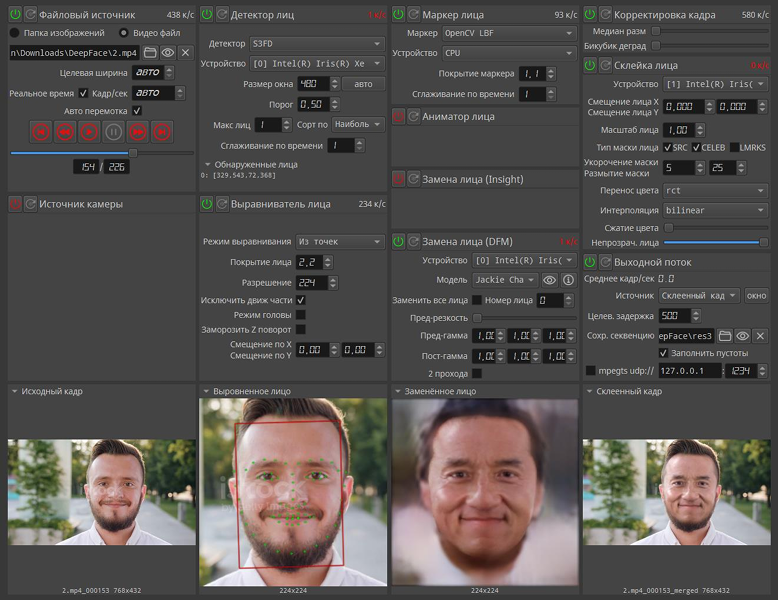 Файловый источник 438 к/с
Папка изображений Видео файл
n\Downloads\DeepFace\2.mp4
Целевая ширина авто
Реальное время Кадр/сек авто
Авто перемотка
154 / 226
Источник камеры
Детектор лиц 1 к/с
Детектор S3FD
Устройство [0] Intel(R) Iris(R) Xe
Размер окна 480 авто
Порог 0,50
Макс лиц 1 Сорт по Наиболь
Сглаживание по времени 1
Обнаруженные лица
0: [329,543,72,368]
Выравниватель лица 234 к/с
Режим выравнивания Из точек
Покрытие лица 2,2
Разрешение 224
Исключить движ части
Режим головы
Заморозить Z поворот
Смещение по X
Смещение по Y 0,00 0,00
Маркер лица 93 к/с
Маркер OpenCV LBF
Устройство CPU
Покрытие маркера 1,1
Сглаживание по времени 1
Аниматор лица
Замена лица (Insight)
Замена лица (DFM) 1 к/с
Устройство [0] Intel(R) Iris(
Модель Jackie Cha
Заменить все лица Номер лица 0
Пред-резкость
Пред-гамма 1,0 1,0 1,0
Пост-гамма 1,0 1,0 1,0
2 прохода
Корректировка кадра 580 к/с
Медиан разм
Бикубик деград
Склейка лица к/с
Устройство [1] Intel(R) Iris(
Смещение лица X
Смещение лица Y 0,000 0,000
Масштаб лица 1,00
Тип маски лица SRC CELEB LMRKS
Укорочение маски
Размытие маски 5 25
Перенос цвета rct
Интерполяция bilinear
Сжатие цвета
Непрозрач. лица
Выходной поток
Среднее кадр/сек 0.0
Источник Склеенный кад окно
Целев. задержка 500
Сохр. секвенцию epFace\res3
Заполнить пустоты
mpegts udp:// 127.0.0.1 : 1234
Исходный кадр
2.mp4_000153 768x432
Выровненное лицо
224x224
Заменённое лицо
224x224
Склеенный кадр
2.mp4_000153_merged 768x432